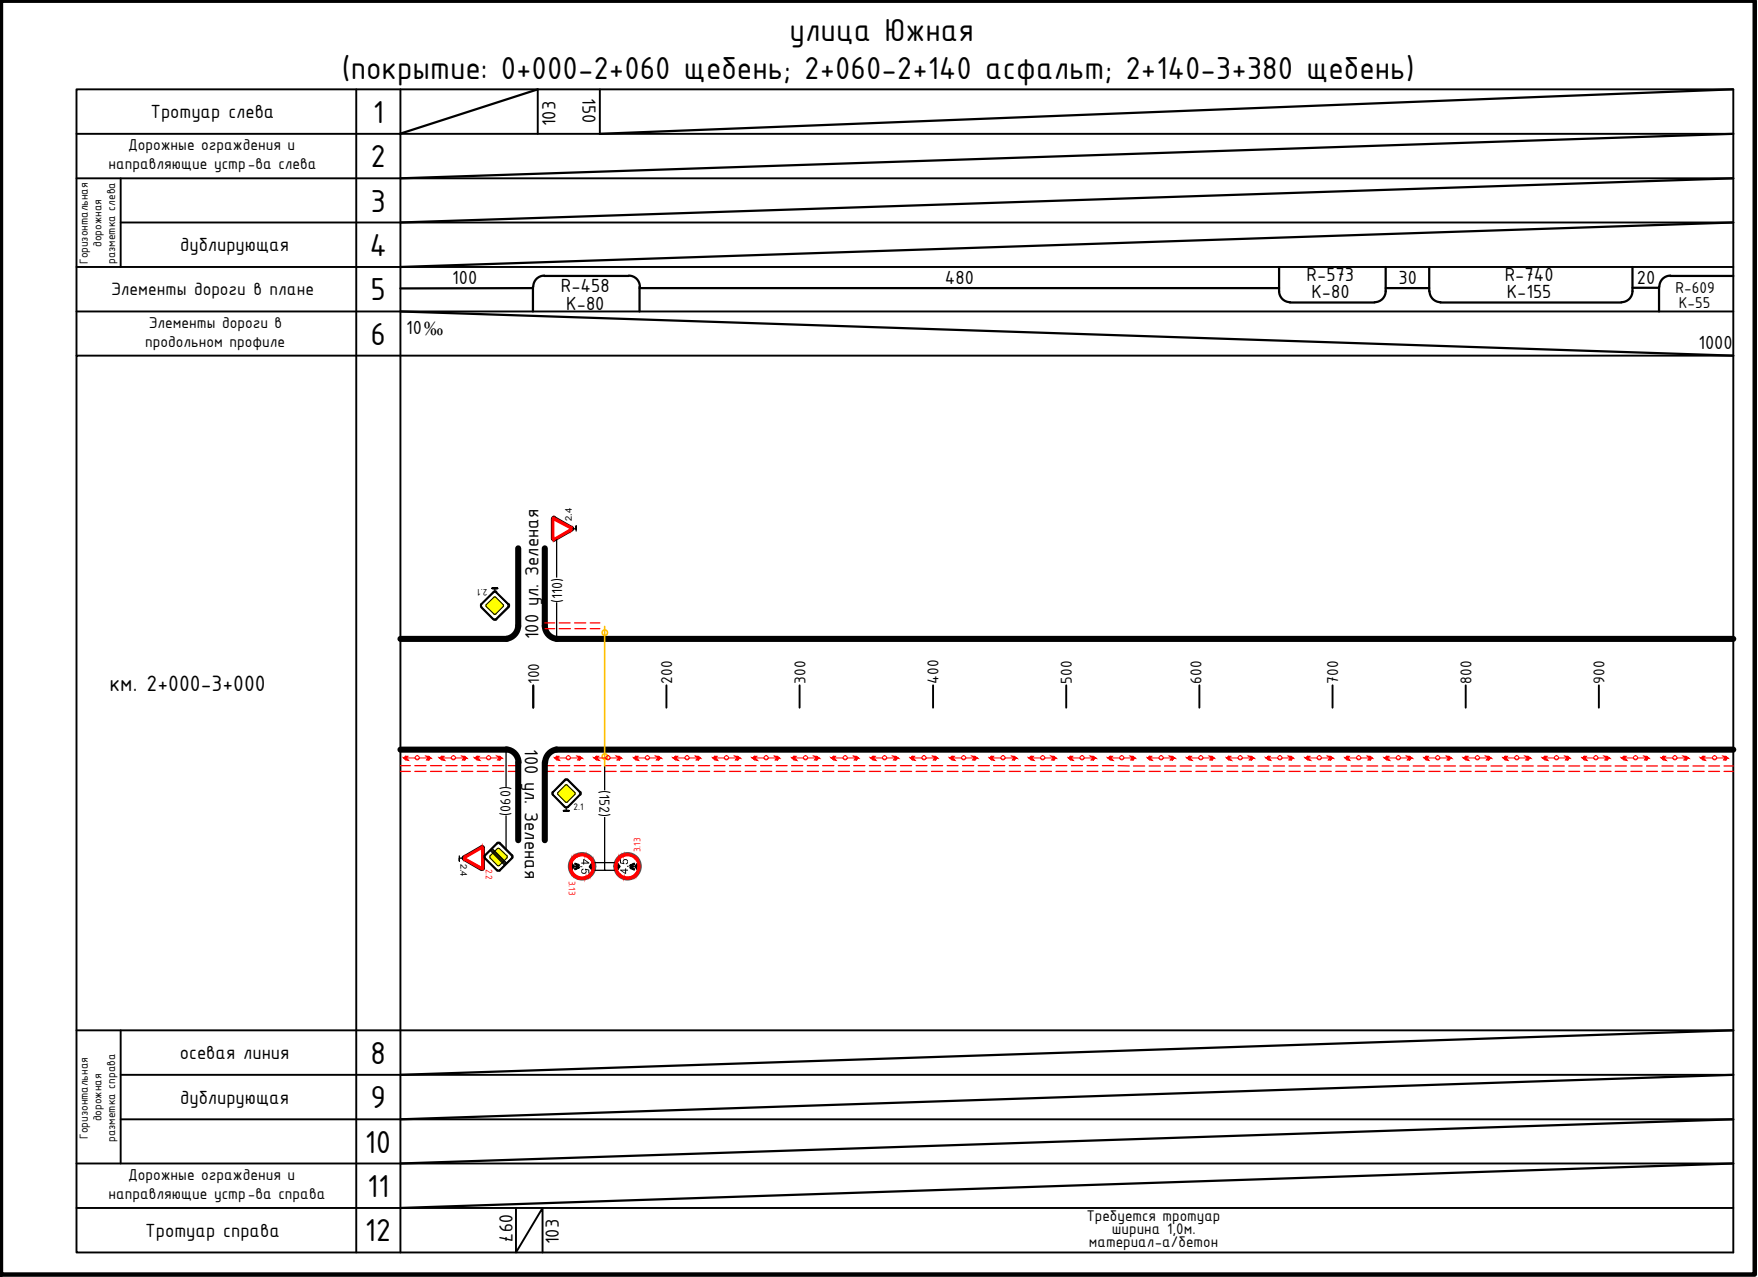 улица Южная
(покрытие: 0+000-2+060 щебень; 2+060-2+140 асфальт; 2+140-3+380 щебень)
Тротуар слева
1
103
150
Дорожные ограждения и
направляющие устр-ва слева
2
Горизонтальная
дорожная
разметка слева
3
дублирующая
4
Элементы дороги в плане
5
100
R-458
K-80
480
R-573
K-80
30
R-740
K-155
20
R-609
K-55
Элементы дороги в
продольном профиле
6
10‰
1000
км. 2+000-3+000
2.1
100 ул. Зеленая
2.4
(110)
100
200
300
400
500
600
700
800
900
(090)
100 ул. Зеленая
2.1
(152)
2.4
2.2
4,5
3.13
4,5
3.13
Горизонтальная
дорожная
разметка справа
осевая линия
8
дублирующая
9
10
Дорожные ограждения и
направляющие устр-ва справа
11
Тротуар справа
12
097
103
Требуется тротуар
ширина 1,0м.
материал-а/бетон